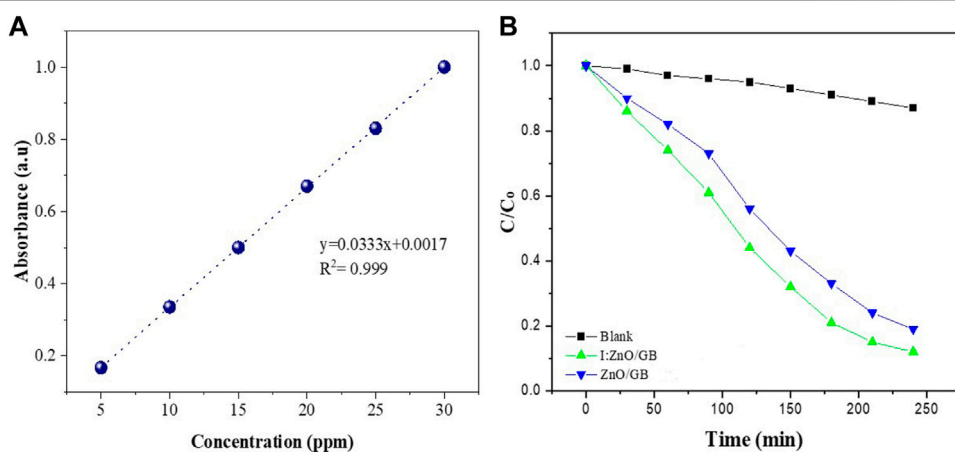 A
B
Absorbance (a.u)
1.0
0.8
0.6
0.4
0.2
y=0.0333x+0.0017
R²= 0.999
5 10 15 20 25 30
Concentration (ppm)
C/C₀
1.0
0.8
0.6
0.4
0.2
0.0
Blank
I:ZnO/GB
ZnO/GB
0 50 100 150 200 250
Time (min)